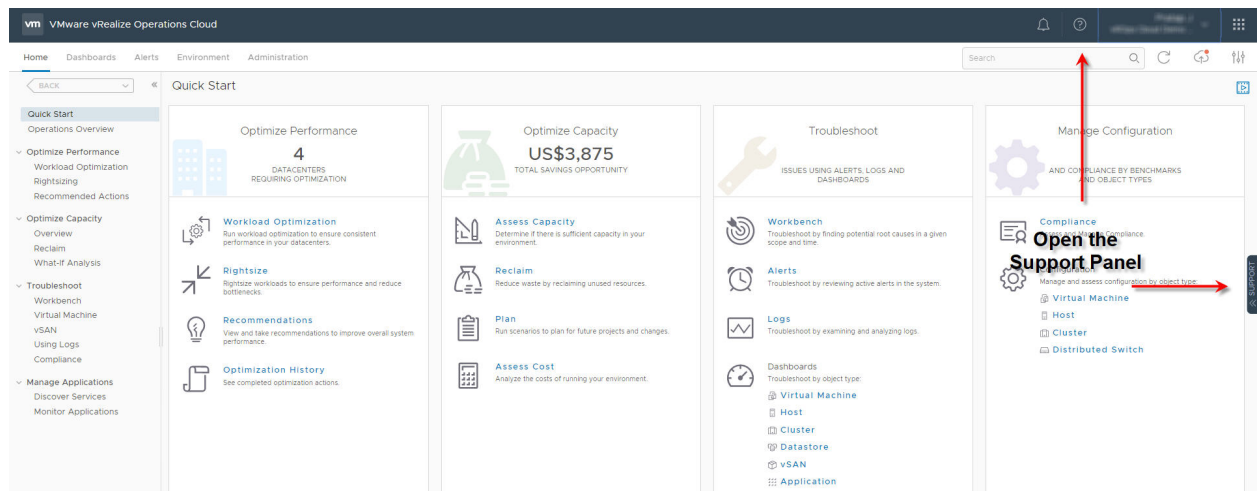 vm VMware vRealize Operations Cloud
Home Dashboards Alerts Environment Administration
Search
BACK
Quick Start
Quick Start
Operations Overview
Optimize Performance
Workload Optimization
Rightsizing
Recommended Actions
Optimize Capacity
Overview
Reclaim
What-If Analysis
Troubleshoot
Workbench
Virtual Machine
vSAN
Using Logs
Compliance
Manage Applications
Discover Services
Monitor Applications
Optimize Performance
4
DATACENTERS
REQUIRING OPTIMIZATION
Workload Optimization
Run workload optimization to ensure consistent
performance in your datacenters.
Rightsize
Rightsize workloads to ensure performance and reduce
bottlenecks.
Recommendations
View and take recommendations to improve overall system
performance.
Optimization History
See completed optimization actions.
Optimize Capacity
US$3,875
TOTAL SAVINGS OPPORTUNITY
Assess Capacity
Determine if there is sufficient capacity in your
environment.
Reclaim
Reduce waste by reclaiming unused resources.
Plan
Run scenarios to plan for future projects and changes.
Assess Cost
Analyze the costs of running your environment.
Troubleshoot
ISSUES USING ALERTS, LOGS AND
DASHBOARDS
Workbench
Troubleshoot by finding potential root causes in a given
scope and time.
Alerts
Troubleshoot by reviewing active alerts in the system.
Logs
Troubleshoot by examining and analyzing logs.
Dashboards
Troubleshoot by object type:
Virtual Machine
Host
Cluster
Datastore
vSAN
Application
Manage Configuration
AND COMPLIANCE BY BENCHMARKS
AND OBJECT TYPES
Compliance
Assess and Manage Compliance.
Open the
Support Panel
Configuration
Manage and assess configuration by object type:
Virtual Machine
Host
Cluster
Distributed Switch
SUPPORT